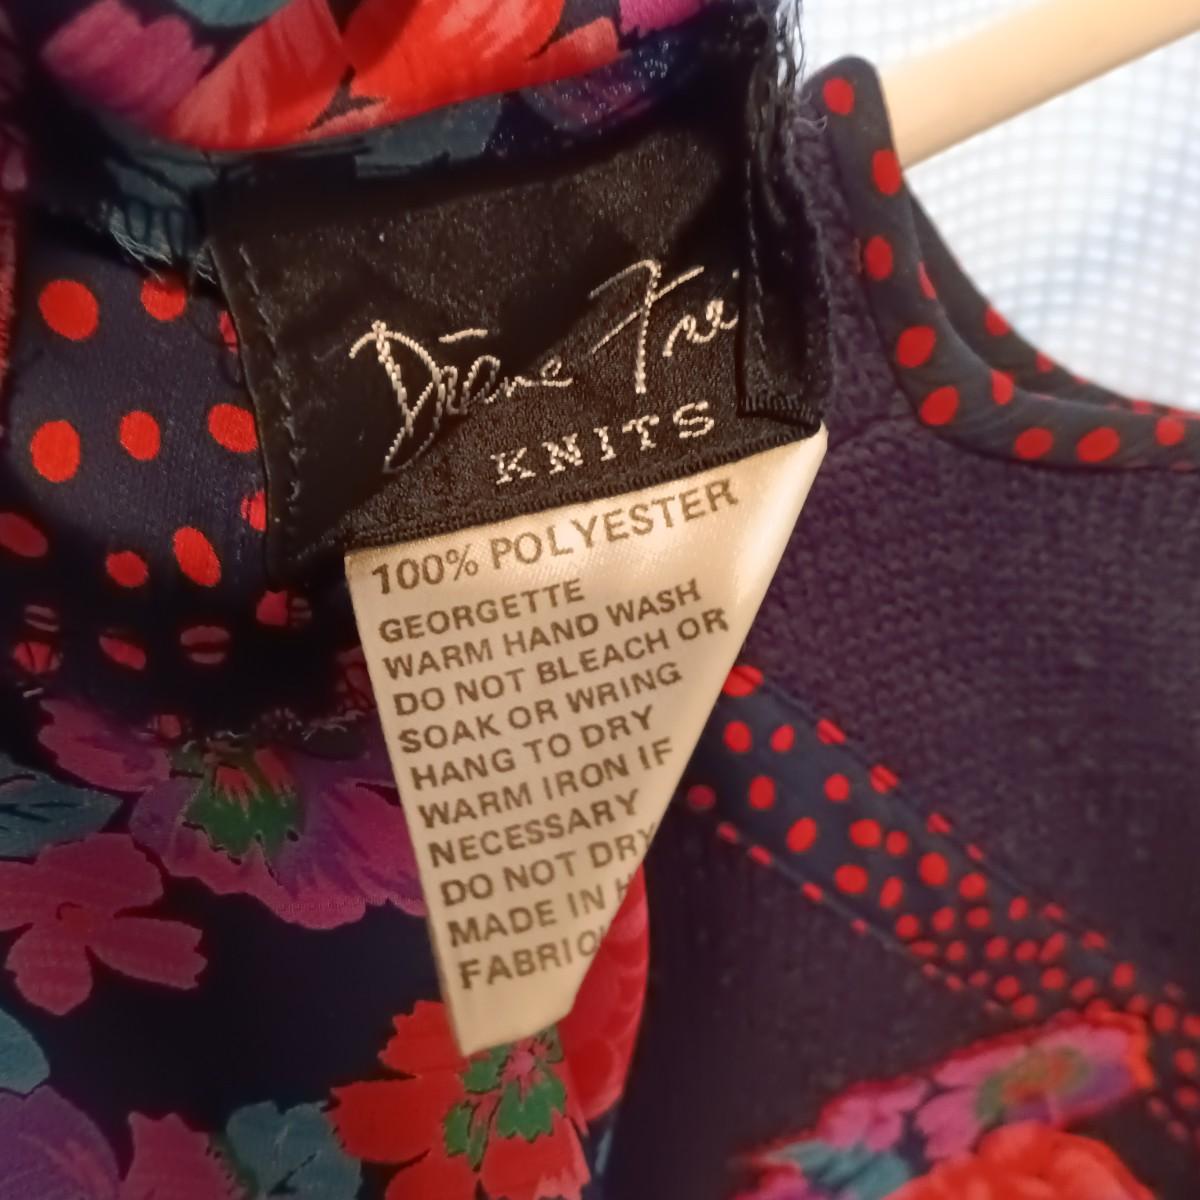 Diane Frei
KNITS
100% POLYESTER
GEORGETTE
WARM HAND WASH
DO NOT BLEACH OR
SOAK OR WRING
HANG TO DRY
WARM IRON IF
NECESSARY
DO NOT DRY
MADE IN H
FABRIQU